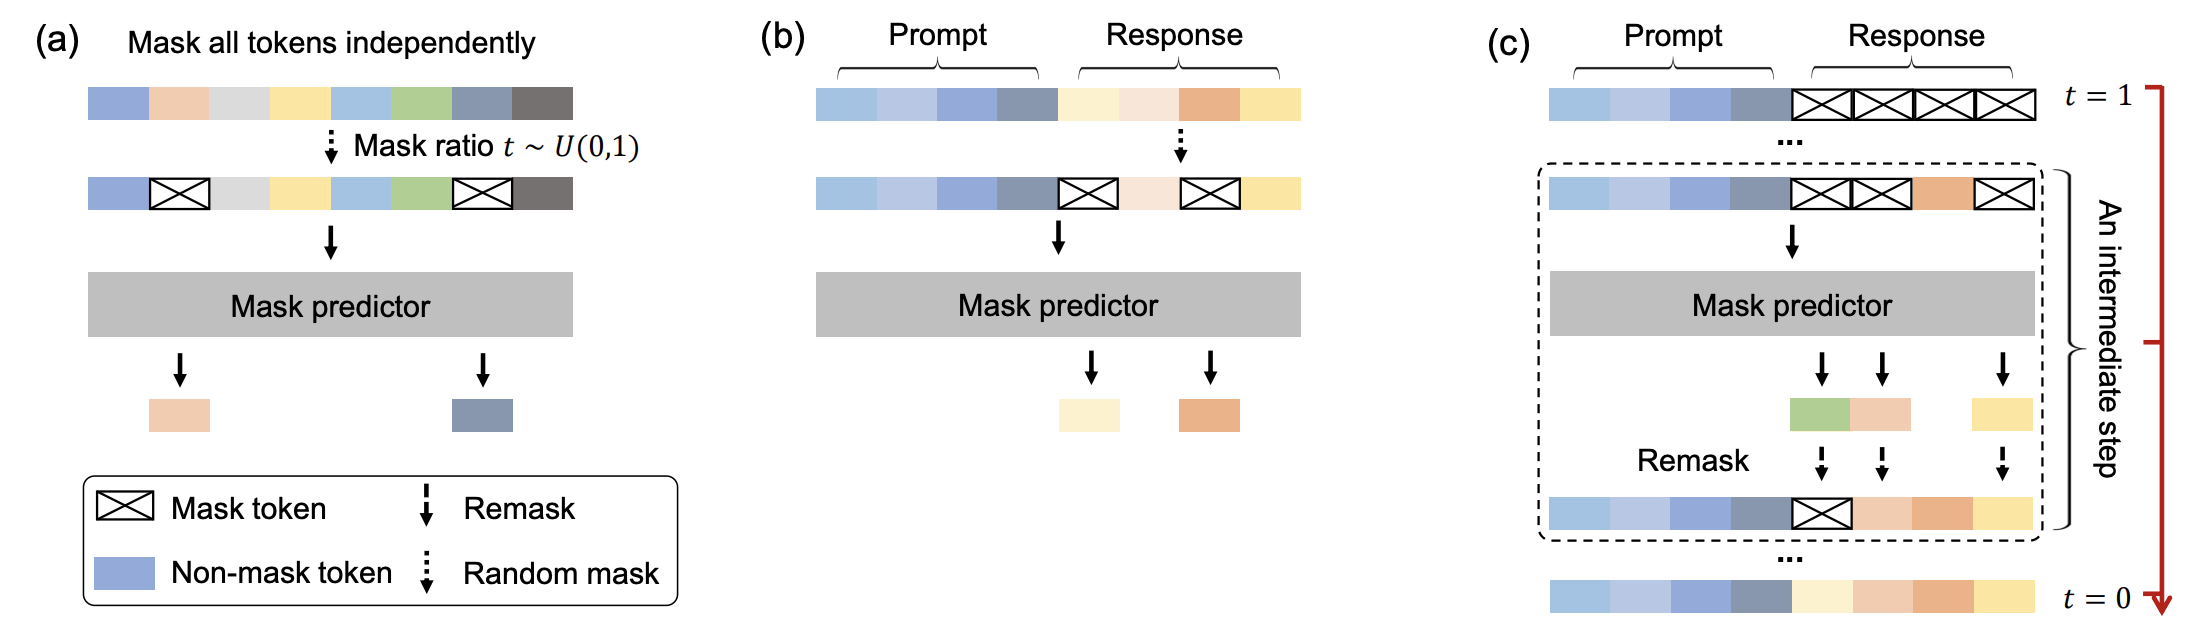 (a)
Mask all tokens independently
Mask ratio t ~ U(0,1)
Mask predictor
Mask token
Remask
Non-mask token
Random mask
(b)
Prompt
Response
Mask predictor
(c)
Prompt
Response
t = 1
...
Mask predictor
Remask
An intermediate step
...
t = 0